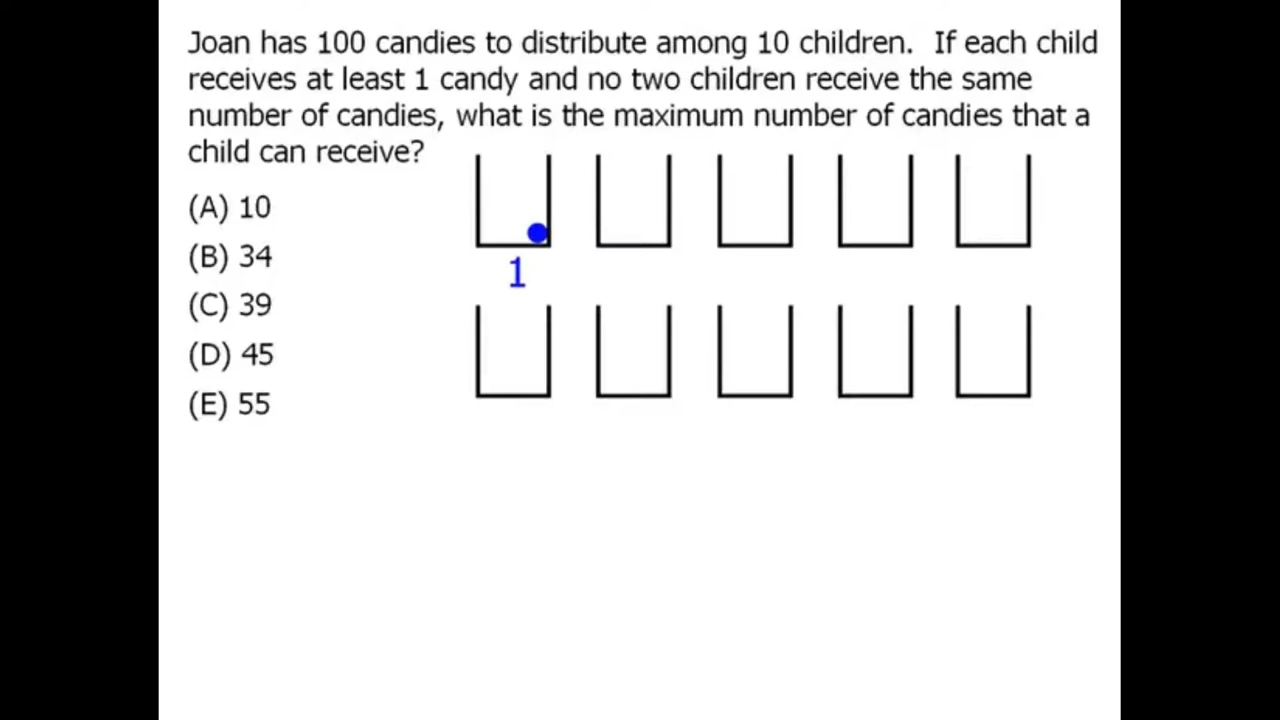 Joan has 100 candies to distribute among 10 children. If each child
receives at least 1 candy and no two children receive the same
number of candies, what is the maximum number of candies that a
child can receive?
(A) 10
(B) 34
(C) 39
(D) 45
(E) 55
1